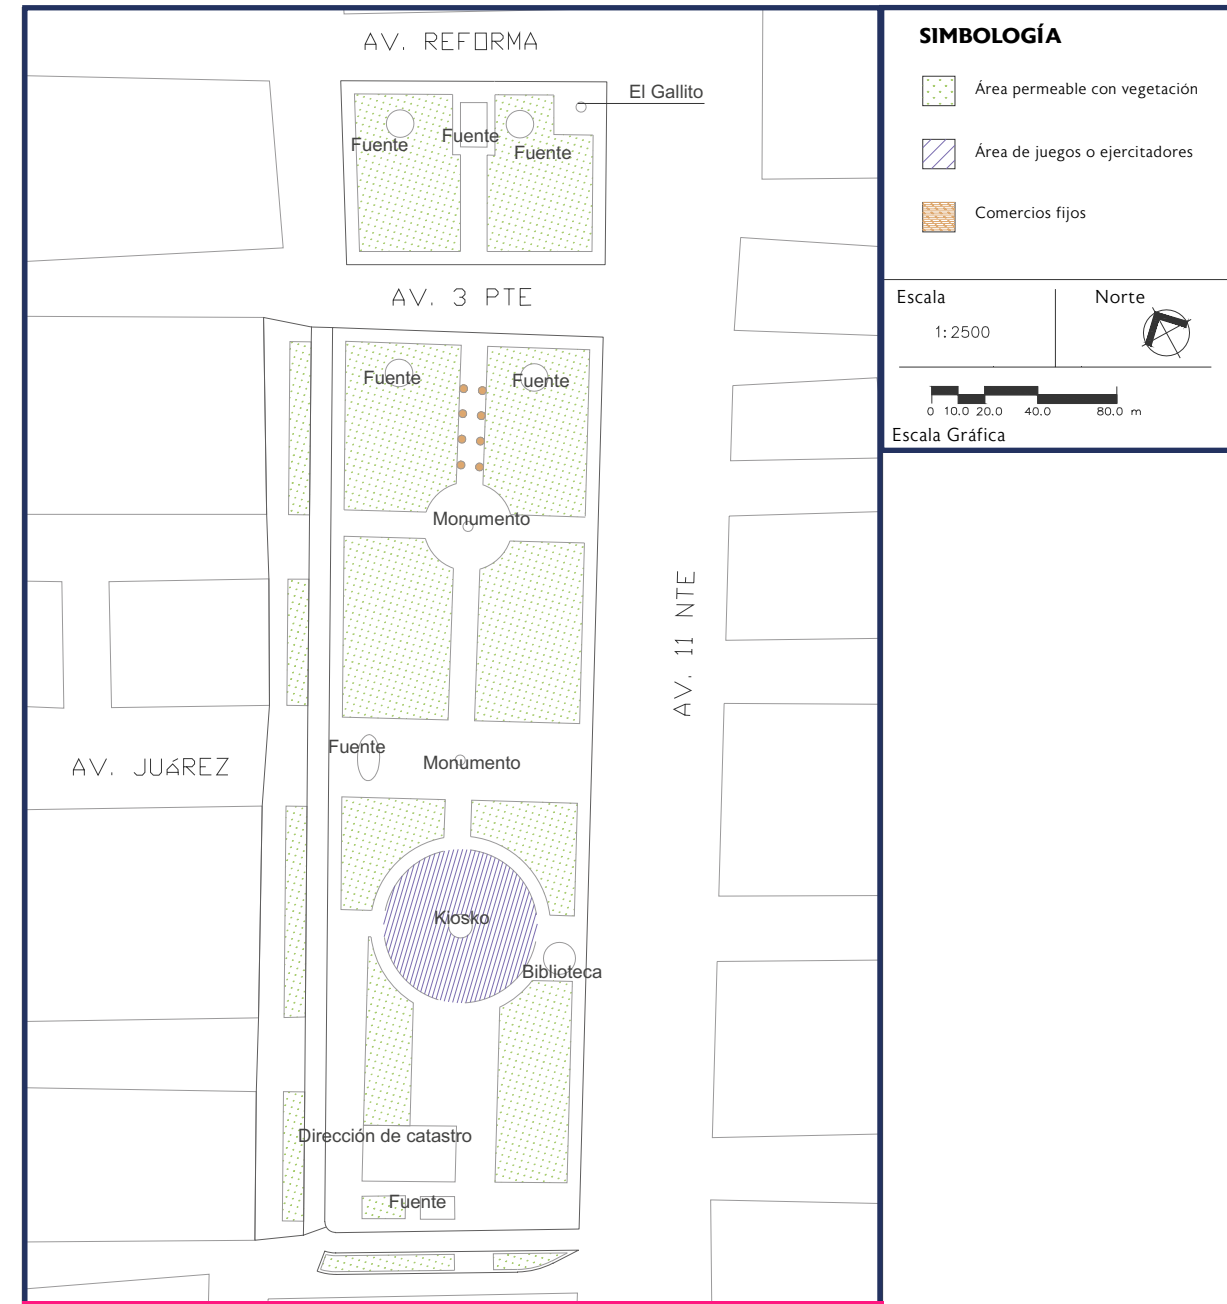 AV. REFORMA
El Gallito
Fuente
Fuente
Fuente
AV. 3 PTE
Fuente
Fuente
Monumento
AV. 11 NTE
Fuente
Monumento
AV. JUáREZ
Kiosko
Biblioteca
Dirección de catastro
Fuente
SIMBOLOGÍA
Área permeable con vegetación
Área de juegos o ejercitadores
Comercios fijos
Escala
1:2500
Norte
0 10.0 20.0 40.0 80.0 m
Escala Gráfica